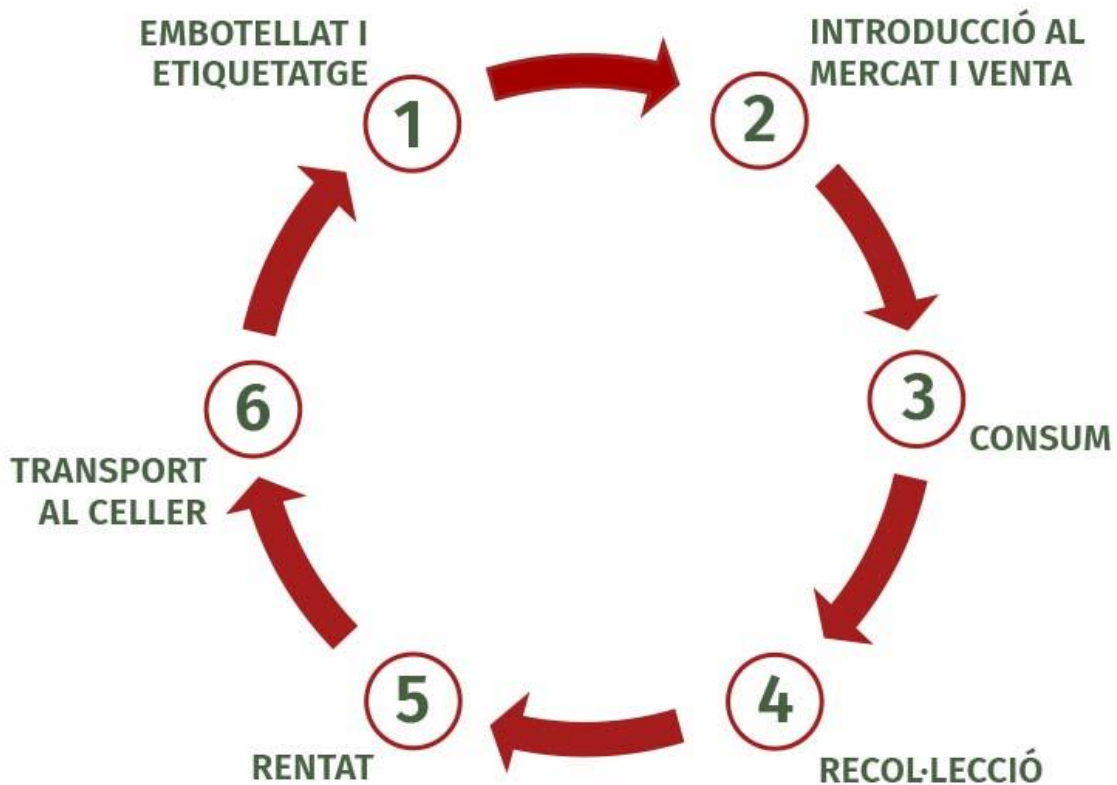 EMBOTELLAT I
ETIQUETATGE
1
INTRODUCCIÓ AL
MERCAT I VENTA
2
3
CONSUM
4
RECOL·LECCIÓ
5
RENTAT
6
TRANSPORT
AL CELLER